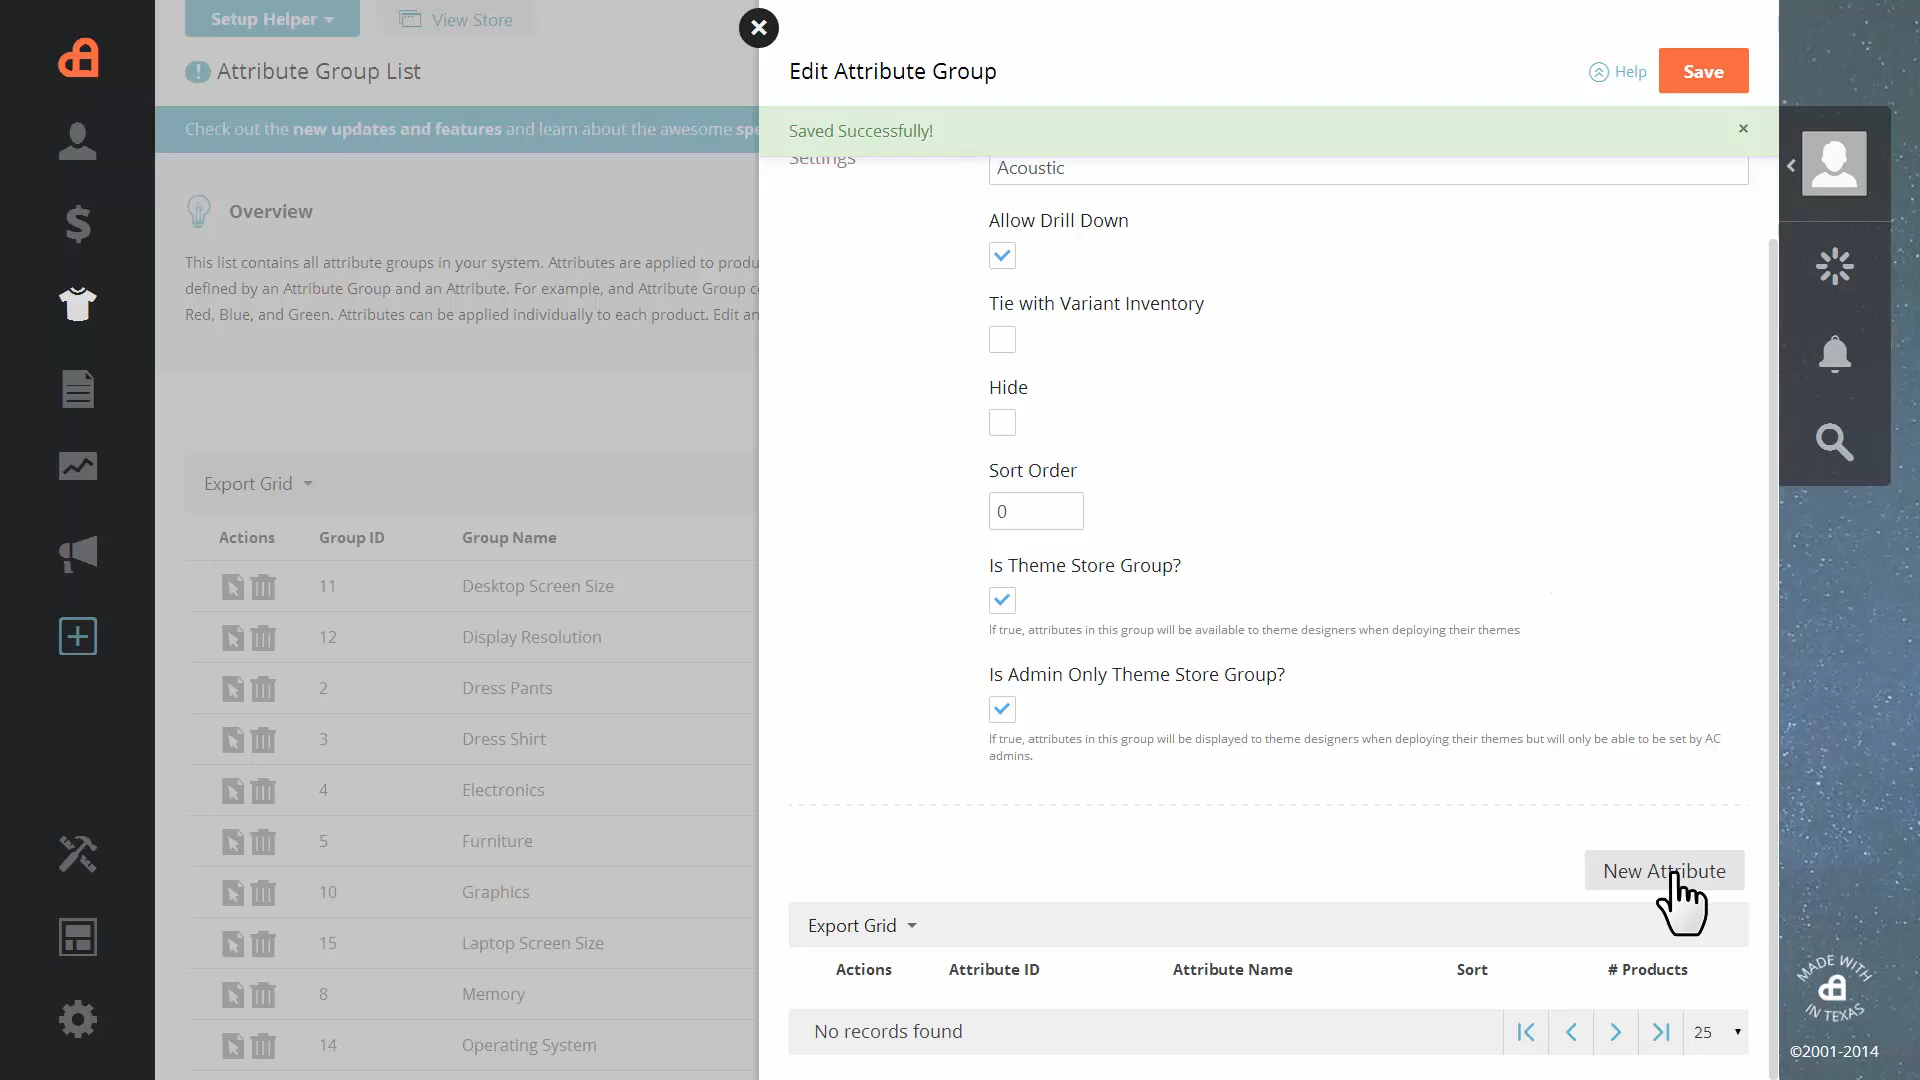 Setup Helper
View Store
Attribute Group List
Check out the new updates and features and learn about the awesome
Overview
This list contains all attribute groups in your system. Attributes are applied to
defined by an Attribute Group and an Attribute. For example, and Attribute Group
Red, Blue, and Green. Attributes can be applied individually to each product. Edit
Export Grid
Actions Group ID Group Name
11 Desktop Screen Size
12 Display Resolution
2 Dress Pants
3 Dress Shirt
4 Electronics
5 Furniture
10 Graphics
15 Laptop Screen Size
8 Memory
14 Operating System
Edit Attribute Group
Help
Save
Saved Successfully!
Settings
Acoustic
Allow Drill Down
Tie with Variant Inventory
Hide
Sort Order
0
Is Theme Store Group?
If true, attributes in this group will be available to theme designers when deploying their themes
Is Admin Only Theme Store Group?
If true, attributes in this group will be displayed to theme designers when deploying their themes but will only be able to be set by AC
admins.
New Attribute
Export Grid
Actions Attribute ID Attribute Name Sort # Products
No records found
25
MADE WITH
IN TEXAS
©2001-2014